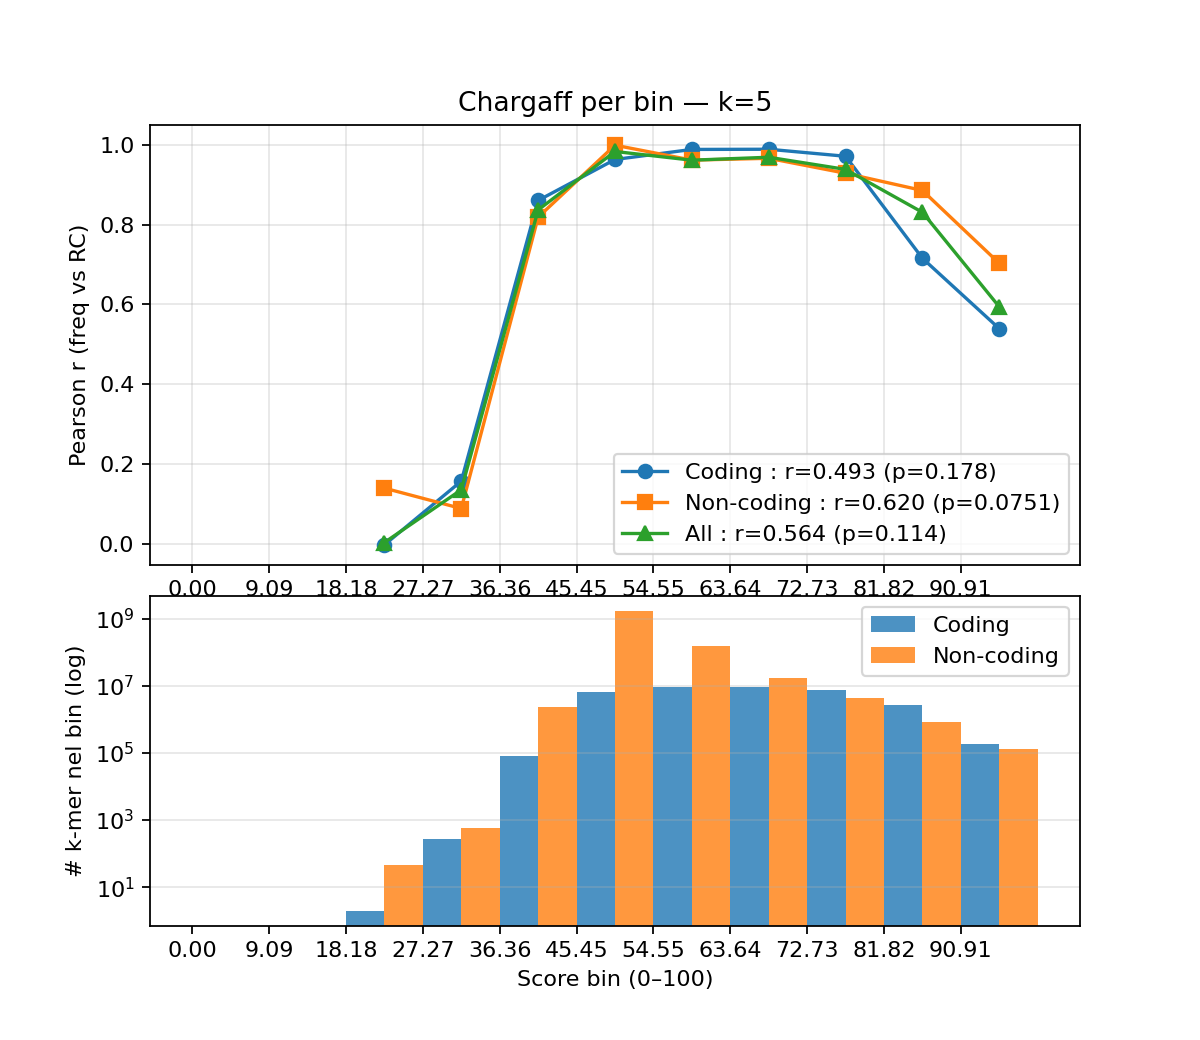 Chargaff per bin — k=5
Pearson r (freq vs RC)
1.0
0.8
0.6
0.4
0.2
0.0
Coding : r=0.493 (p=0.178)
Non-coding : r=0.620 (p=0.0751)
All : r=0.564 (p=0.114)
0.00 9.09 18.18 27.27 36.36 45.45 54.55 63.64 72.73 81.82 90.91
# k-mer nel bin (log)
10⁹
10⁷
10⁵
10³
10¹
Coding
Non-coding
0.00 9.09 18.18 27.27 36.36 45.45 54.55 63.64 72.73 81.82 90.91
Score bin (0–100)